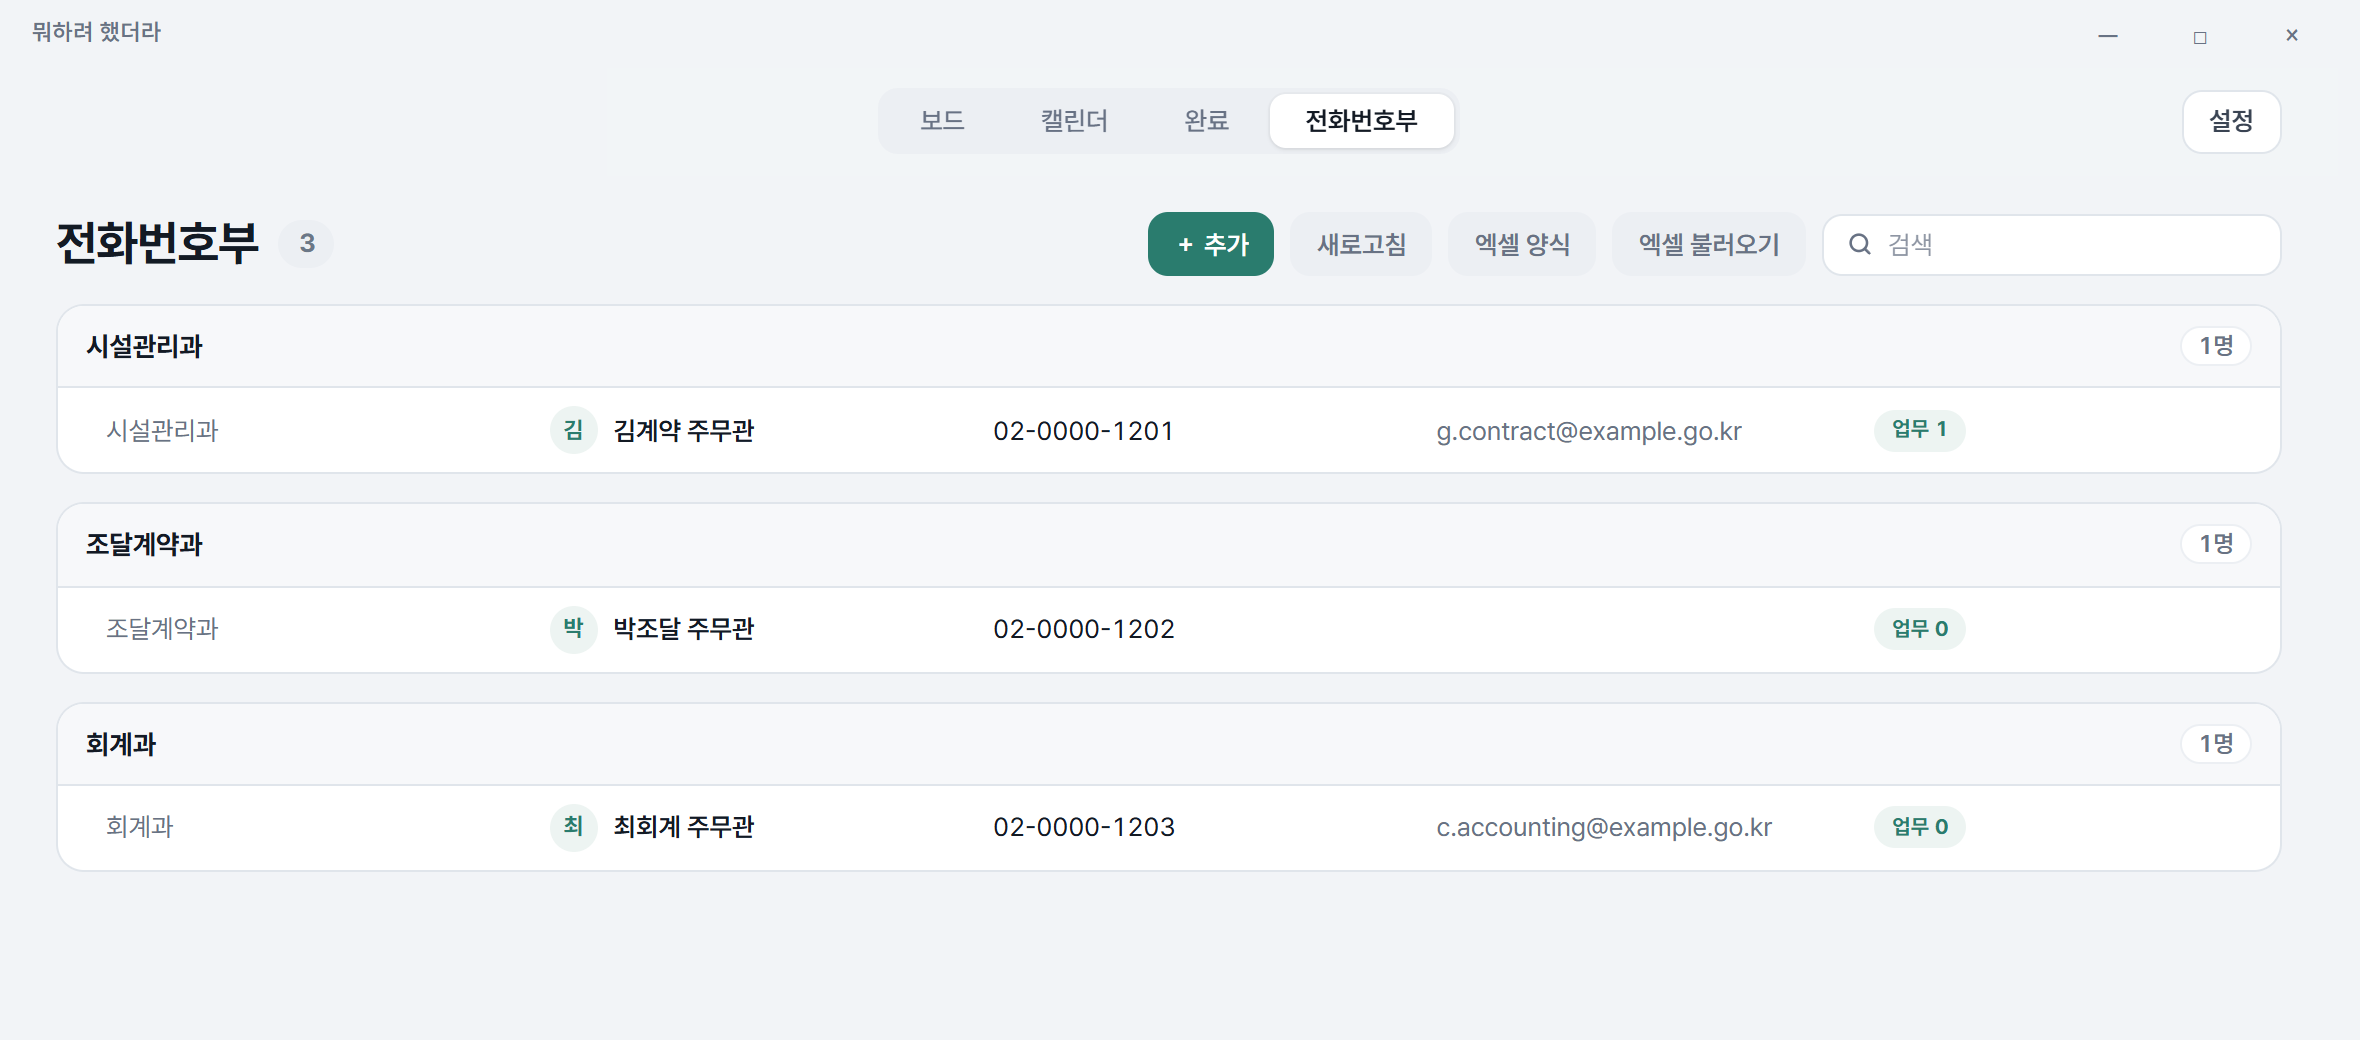 뭐하려 했더라
보드 캘린더 완료 전화번호부 설정
전화번호부 3 + 추가 새로고침 엑셀 양식 엑셀 불러오기 검색
시설관리과 1명
시설관리과 김 김계약 주무관 02-0000-1201 g.contract@example.go.kr 업무 1
조달계약과 1명
조달계약과 박 박조달 주무관 02-0000-1202 업무 0
회계과 1명
회계과 최 최회계 주무관 02-0000-1203 c.accounting@example.go.kr 업무 0